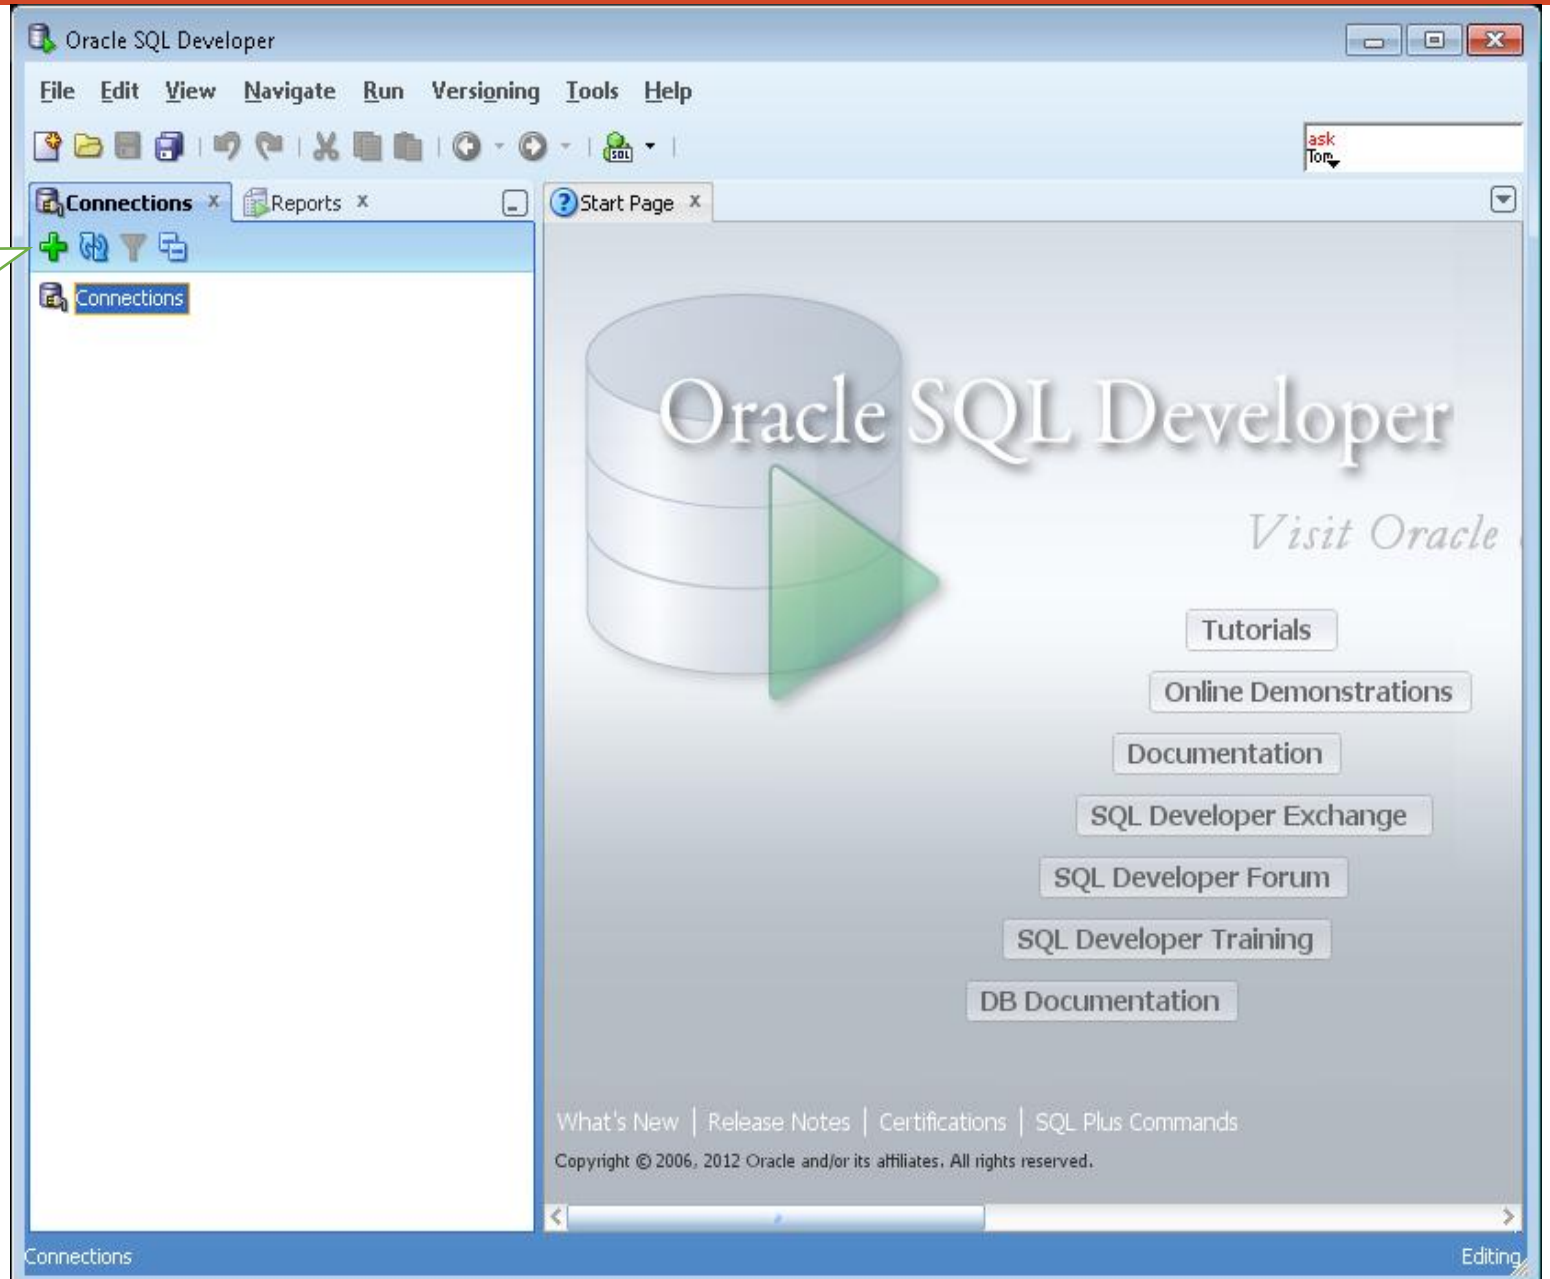 Oracle SQL Developer
File Edit View Navigate Run Versioning Tools Help
SQL
ask
Tom
Connections x Reports x Start Page x
Connections
Oracle SQL Developer
Visit Oracle
Tutorials
Online Demonstrations
Documentation
SQL Developer Exchange
SQL Developer Forum
SQL Developer Training
DB Documentation
What's New | Release Notes | Certifications | SQL Plus Commands
Copyright © 2006, 2012 Oracle and/or its affiliates. All rights reserved.
Connections Editing